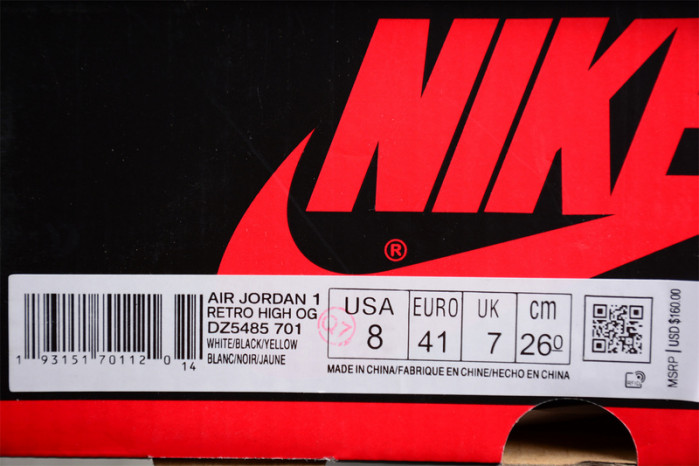 NIKE
®
AIR JORDAN 1
RETRO HIGH OG
DZ5485 701
WHITE/BLACK/YELLOW
BLANC/NOIR/JAUNE
1 93151 70112 0 14
Q7
USA EURO UK cm
8 41 7 26.0
MADE IN CHINA/FABRIQUE EN CHINE/HECHO EN CHINA
MSRP | USD $160.00